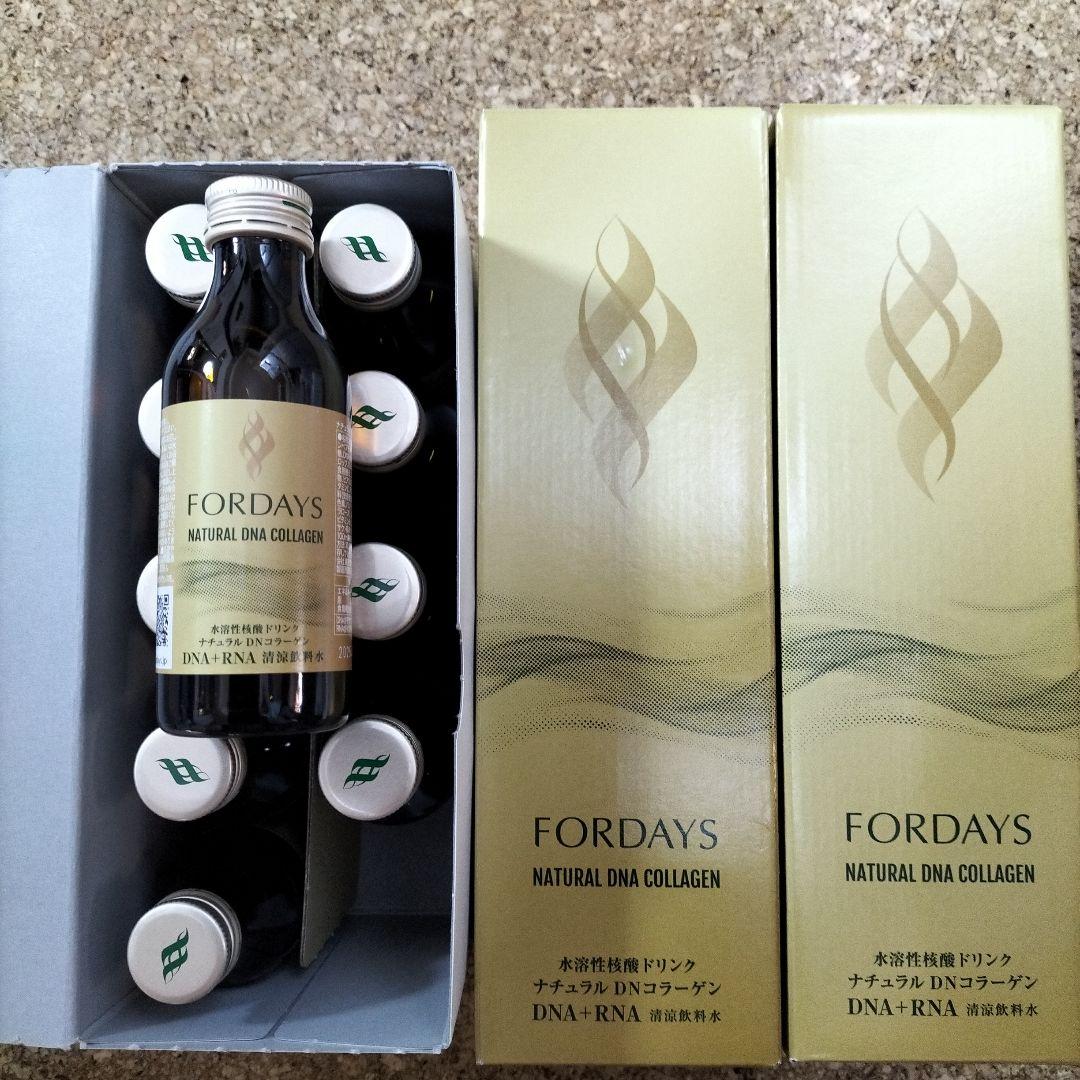 FORDAYS
NATURAL DNA COLLAGEN
水溶性核酸ドリンク
ナチュラル DNコラーゲン
DNA+RNA 清涼飲料水
FORDAYS
NATURAL DNA COLLAGEN
水溶性核酸ドリンク
ナチュラル DNコラーゲン
DNA+RNA 清涼飲料水
FORDAYS
NATURAL DNA COLLAGEN
水溶性核酸ドリンク
ナチュラル DNコラーゲン
DNA+RNA 清涼飲料水